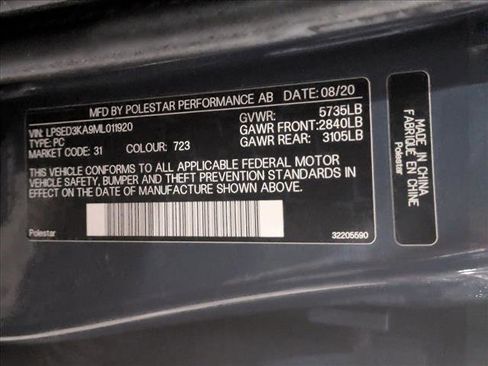 MFD BY POLESTAR PERFORMANCE AB DATE: 08/20
VIN: LPSED3KA9ML011920 GVWR: 5735LB
TYPE: PC GAWR FRONT: 2840LB
MARKET CODE: 31 COLOUR: 723 GAWR REAR: 3105LB
THIS VEHICLE CONFORMS TO ALL APPLICABLE FEDERAL MOTOR
VEHICLE SAFETY, BUMPER AND THEFT PREVENTION STANDARDS IN
EFFECT ON THE DATE OF MANUFACTURE SHOWN ABOVE.
Polestar 32205590
MADE IN CHINA
FABRIQUÉ EN CHINE
Polestar